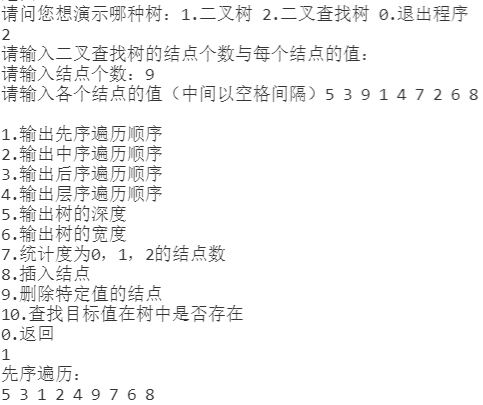 请问您想演示哪种树：1.二叉树 2.二叉查找树 0.退出程序
2
请输入二叉查找树的结点个数与每个结点的值：
请输入结点个数：9
请输入各个结点的值（中间以空格间隔）5 3 9 1 4 7 2 6 8
1.输出先序遍历顺序
2.输出中序遍历顺序
3.输出后序遍历顺序
4.输出层序遍历顺序
5.输出树的深度
6.输出树的宽度
7.统计度为0，1，2的结点数
8.插入结点
9.删除特定值的结点
10.查找目标值在树中是否存在
0.返回
1
先序遍历：
5 3 1 2 4 9 7 6 8